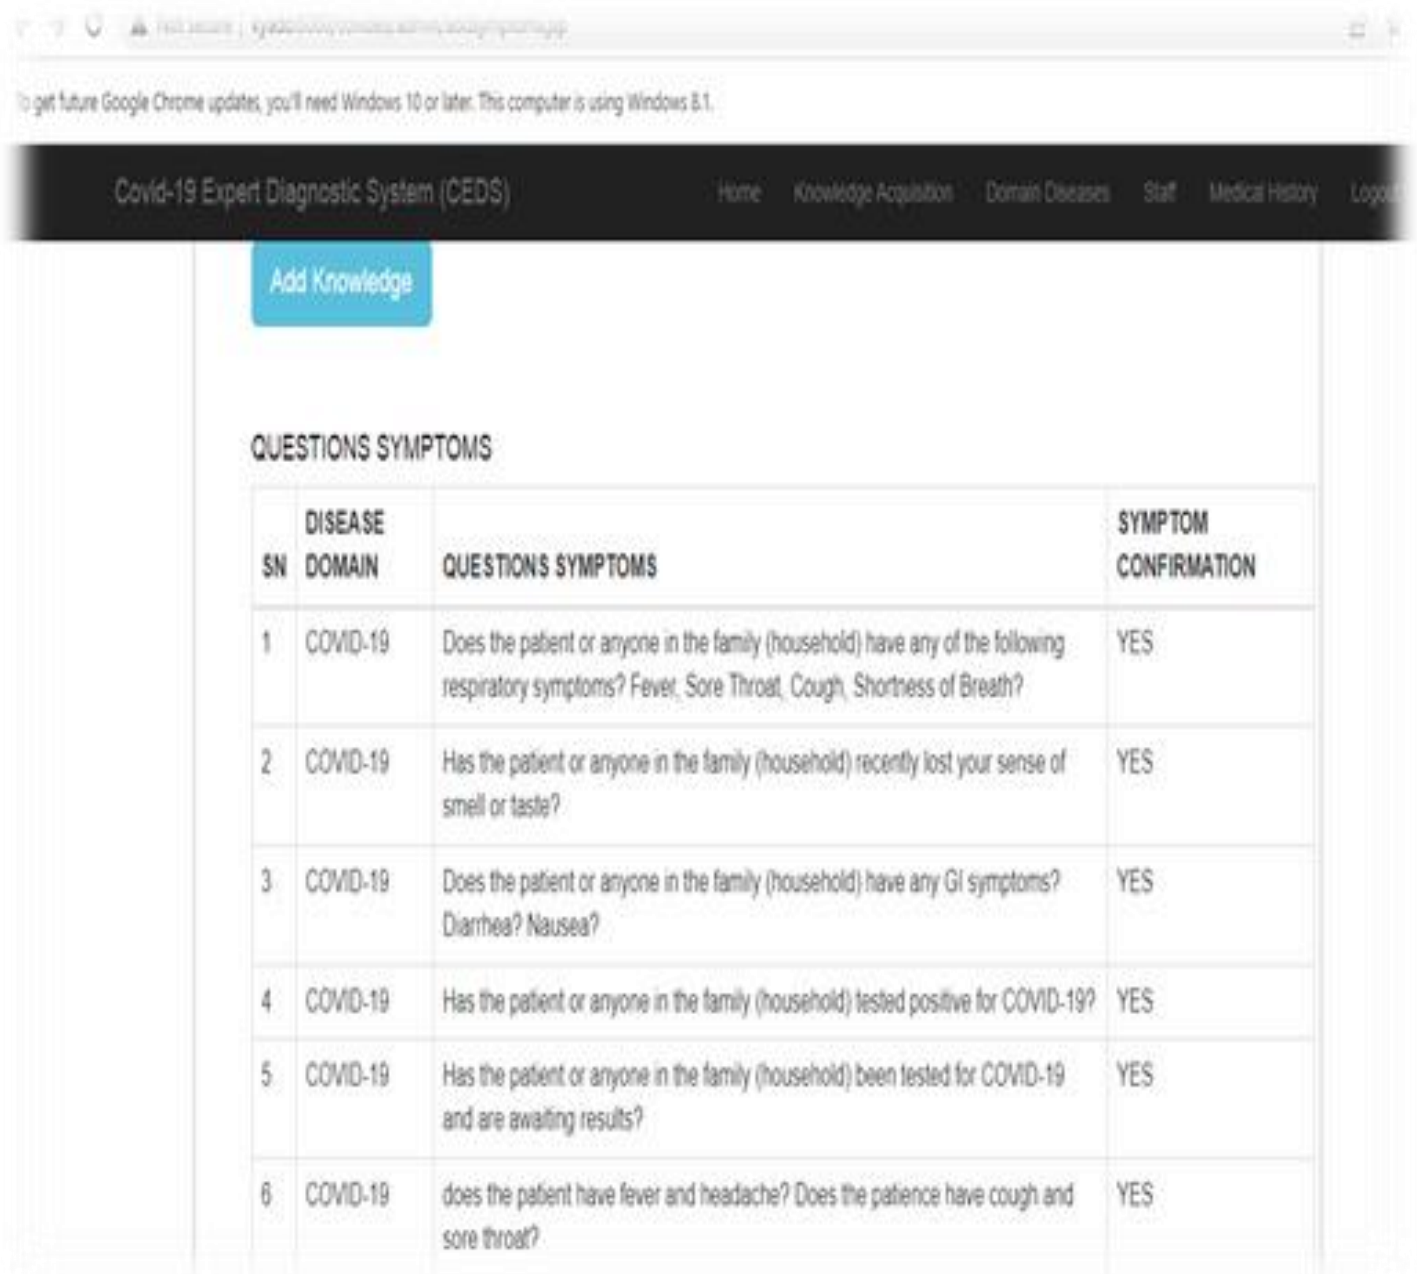 To get future Google Chrome updates, you'll need Windows 10 or later. This computer is using Windows 8.1.
Covid-19 Expert Diagnostic System (CEDS) Home Knowledge Acquisition Domain Diseases Staff Medical History Logout
Add Knowledge
QUESTIONS SYMPTOMS
SN DISEASE DOMAIN QUESTIONS SYMPTOMS SYMPTOM CONFIRMATION
1 COVID-19 Does the patient or anyone in the family (household) have any of the following YES
respiratory symptoms? Fever, Sore Throat, Cough, Shortness of Breath?
2 COVID-19 Has the patient or anyone in the family (household) recently lost your sense of YES
smell or taste?
3 COVID-19 Does the patient or anyone in the family (household) have any GI symptoms? YES
Diarrhea? Nausea?
4 COVID-19 Has the patient or anyone in the family (household) tested positive for COVID-19? YES
5 COVID-19 Has the patient or anyone in the family (household) been tested for COVID-19 YES
and are awaiting results?
6 COVID-19 does the patient have fever and headache? Does the patience have cough and YES
sore throat?